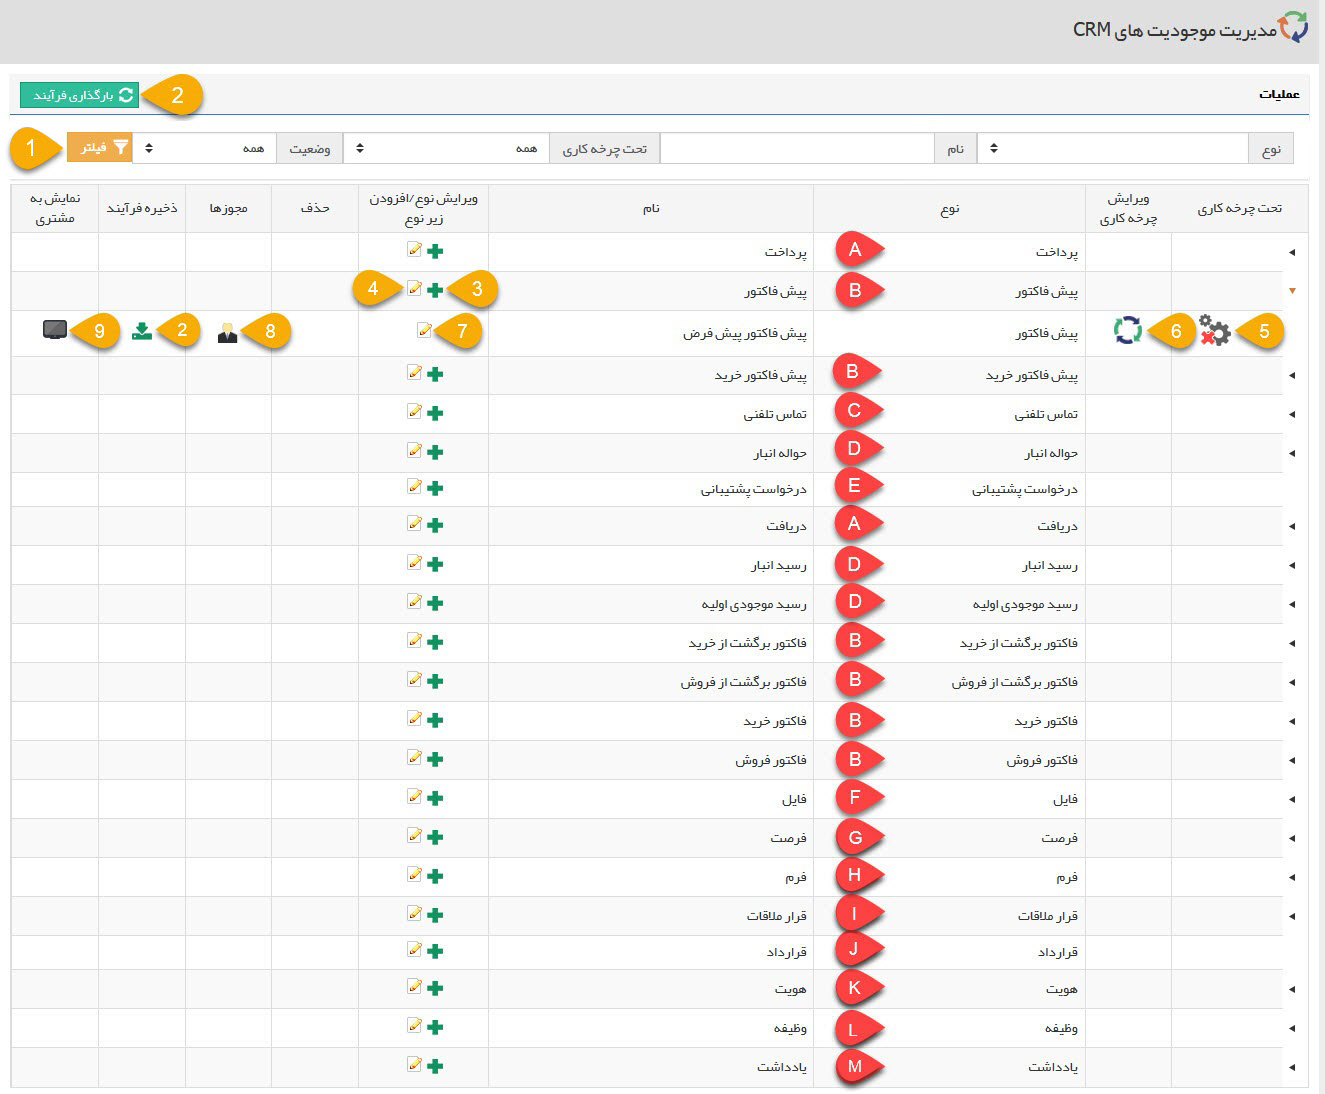 مدیریت موجودیت های CRM
عملیات
بارگذاری فرآیند 2
نوع نام تحت چرخه کاری همه وضعیت همه فیلتر 1
تحت چرخه کاری ویرایش چرخه کاری نوع نام ویرایش نوع/افزودن زیر نوع حذف مجوزها ذخیره فرآیند نمایش به مشتری
پرداخت A پرداخت
پیش فاکتور B پیش فاکتور 3 4
5 6 پیش فاکتور پیش فاکتور پیش فرض 7 8 2 9
پیش فاکتور خرید B پیش فاکتور خرید
تماس تلفنی C تماس تلفنی
حواله انبار D حواله انبار
درخواست پشتیبانی E درخواست پشتیبانی
دریافت A دریافت
رسید انبار D رسید انبار
رسید موجودی اولیه D رسید موجودی اولیه
فاکتور برگشت از خرید B فاکتور برگشت از خرید
فاکتور برگشت از فروش B فاکتور برگشت از فروش
فاکتور خرید B فاکتور خرید
فاکتور فروش B فاکتور فروش
فایل F فایل
فرصت G فرصت
فرم H فرم
قرار ملاقات I قرار ملاقات
قرارداد J قرارداد
هویت K هویت
وظیفه L وظیفه
یادداشت M یادداشت